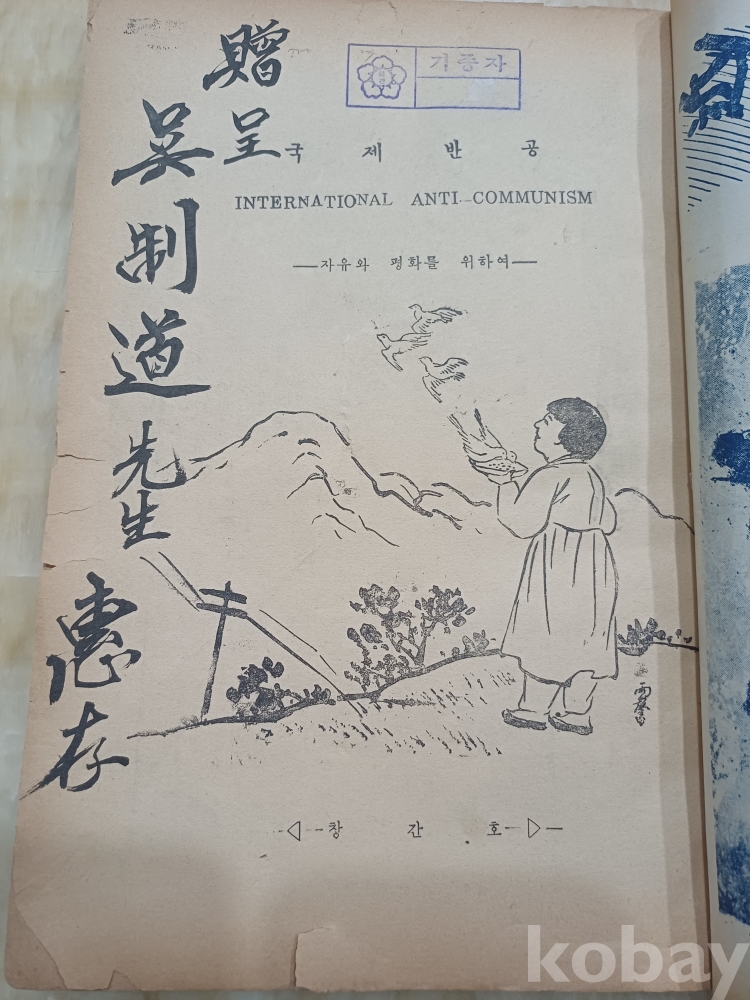 贈呈
吳制道先生惠存
기증자
국제반공
INTERNATIONAL ANTI-COMMUNISM
—자유와 평화를 위하여—
창간호
kobay